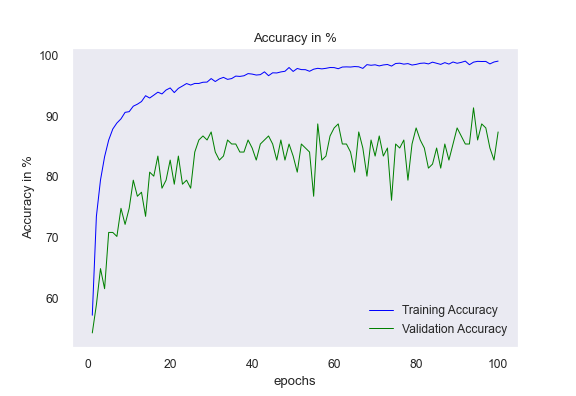 Accuracy in %
Accuracy in %
100
90
80
70
60
0 20 40 60 80 100
epochs
Training Accuracy
Validation Accuracy